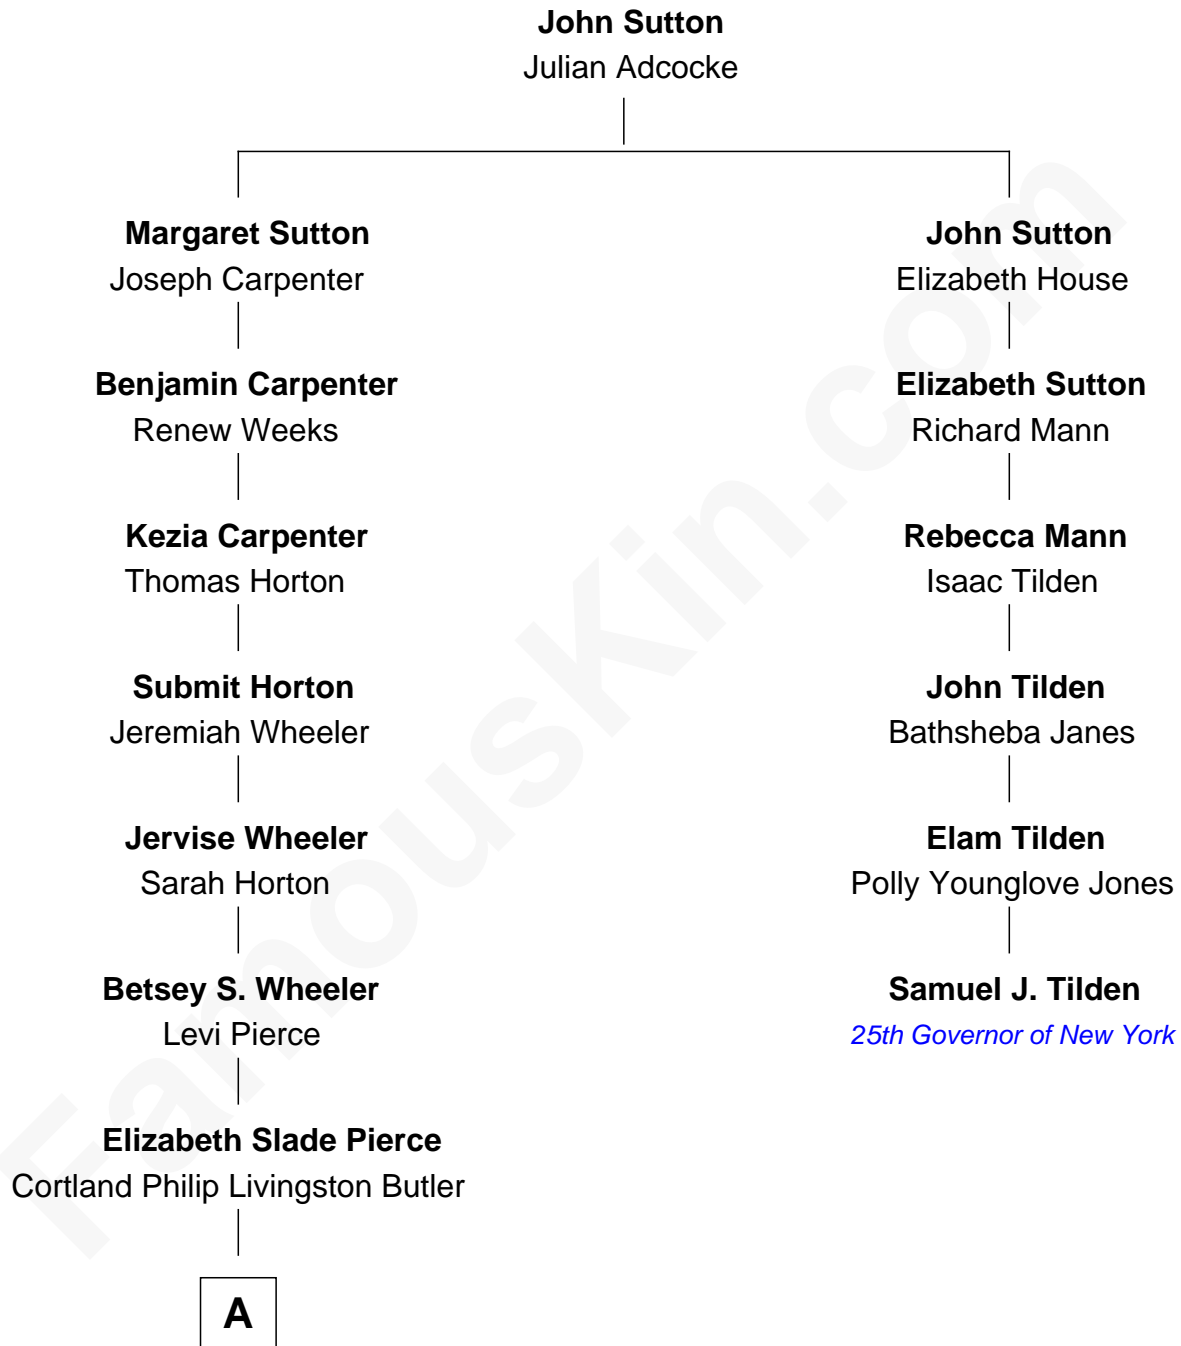 John Sutton
Julian Adcocke
Margaret Sutton
Joseph Carpenter
John Sutton
Elizabeth House
Benjamin Carpenter
Renew Weeks
Elizabeth Sutton
Richard Mann
Kezia Carpenter
Thomas Horton
Rebecca Mann
Isaac Tilden
Submit Horton
Jeremiah Wheeler
John Tilden
Bathsheba Janes
Jervise Wheeler
Sarah Horton
Elam Tilden
Polly Younglove Jones
Betsey S. Wheeler
Levi Pierce
Samuel J. Tilden
25th Governor of New York
Elizabeth Slade Pierce
Cortland Philip Livingston Butler
A
FamousKin.com